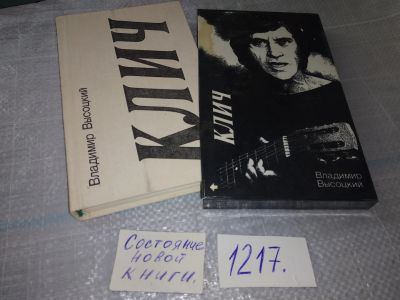 Владимир Высоцкий
КЛИЧ
КЛИЧ
Владимир
Высоцкий
Состояние
новой
книги.
1217.